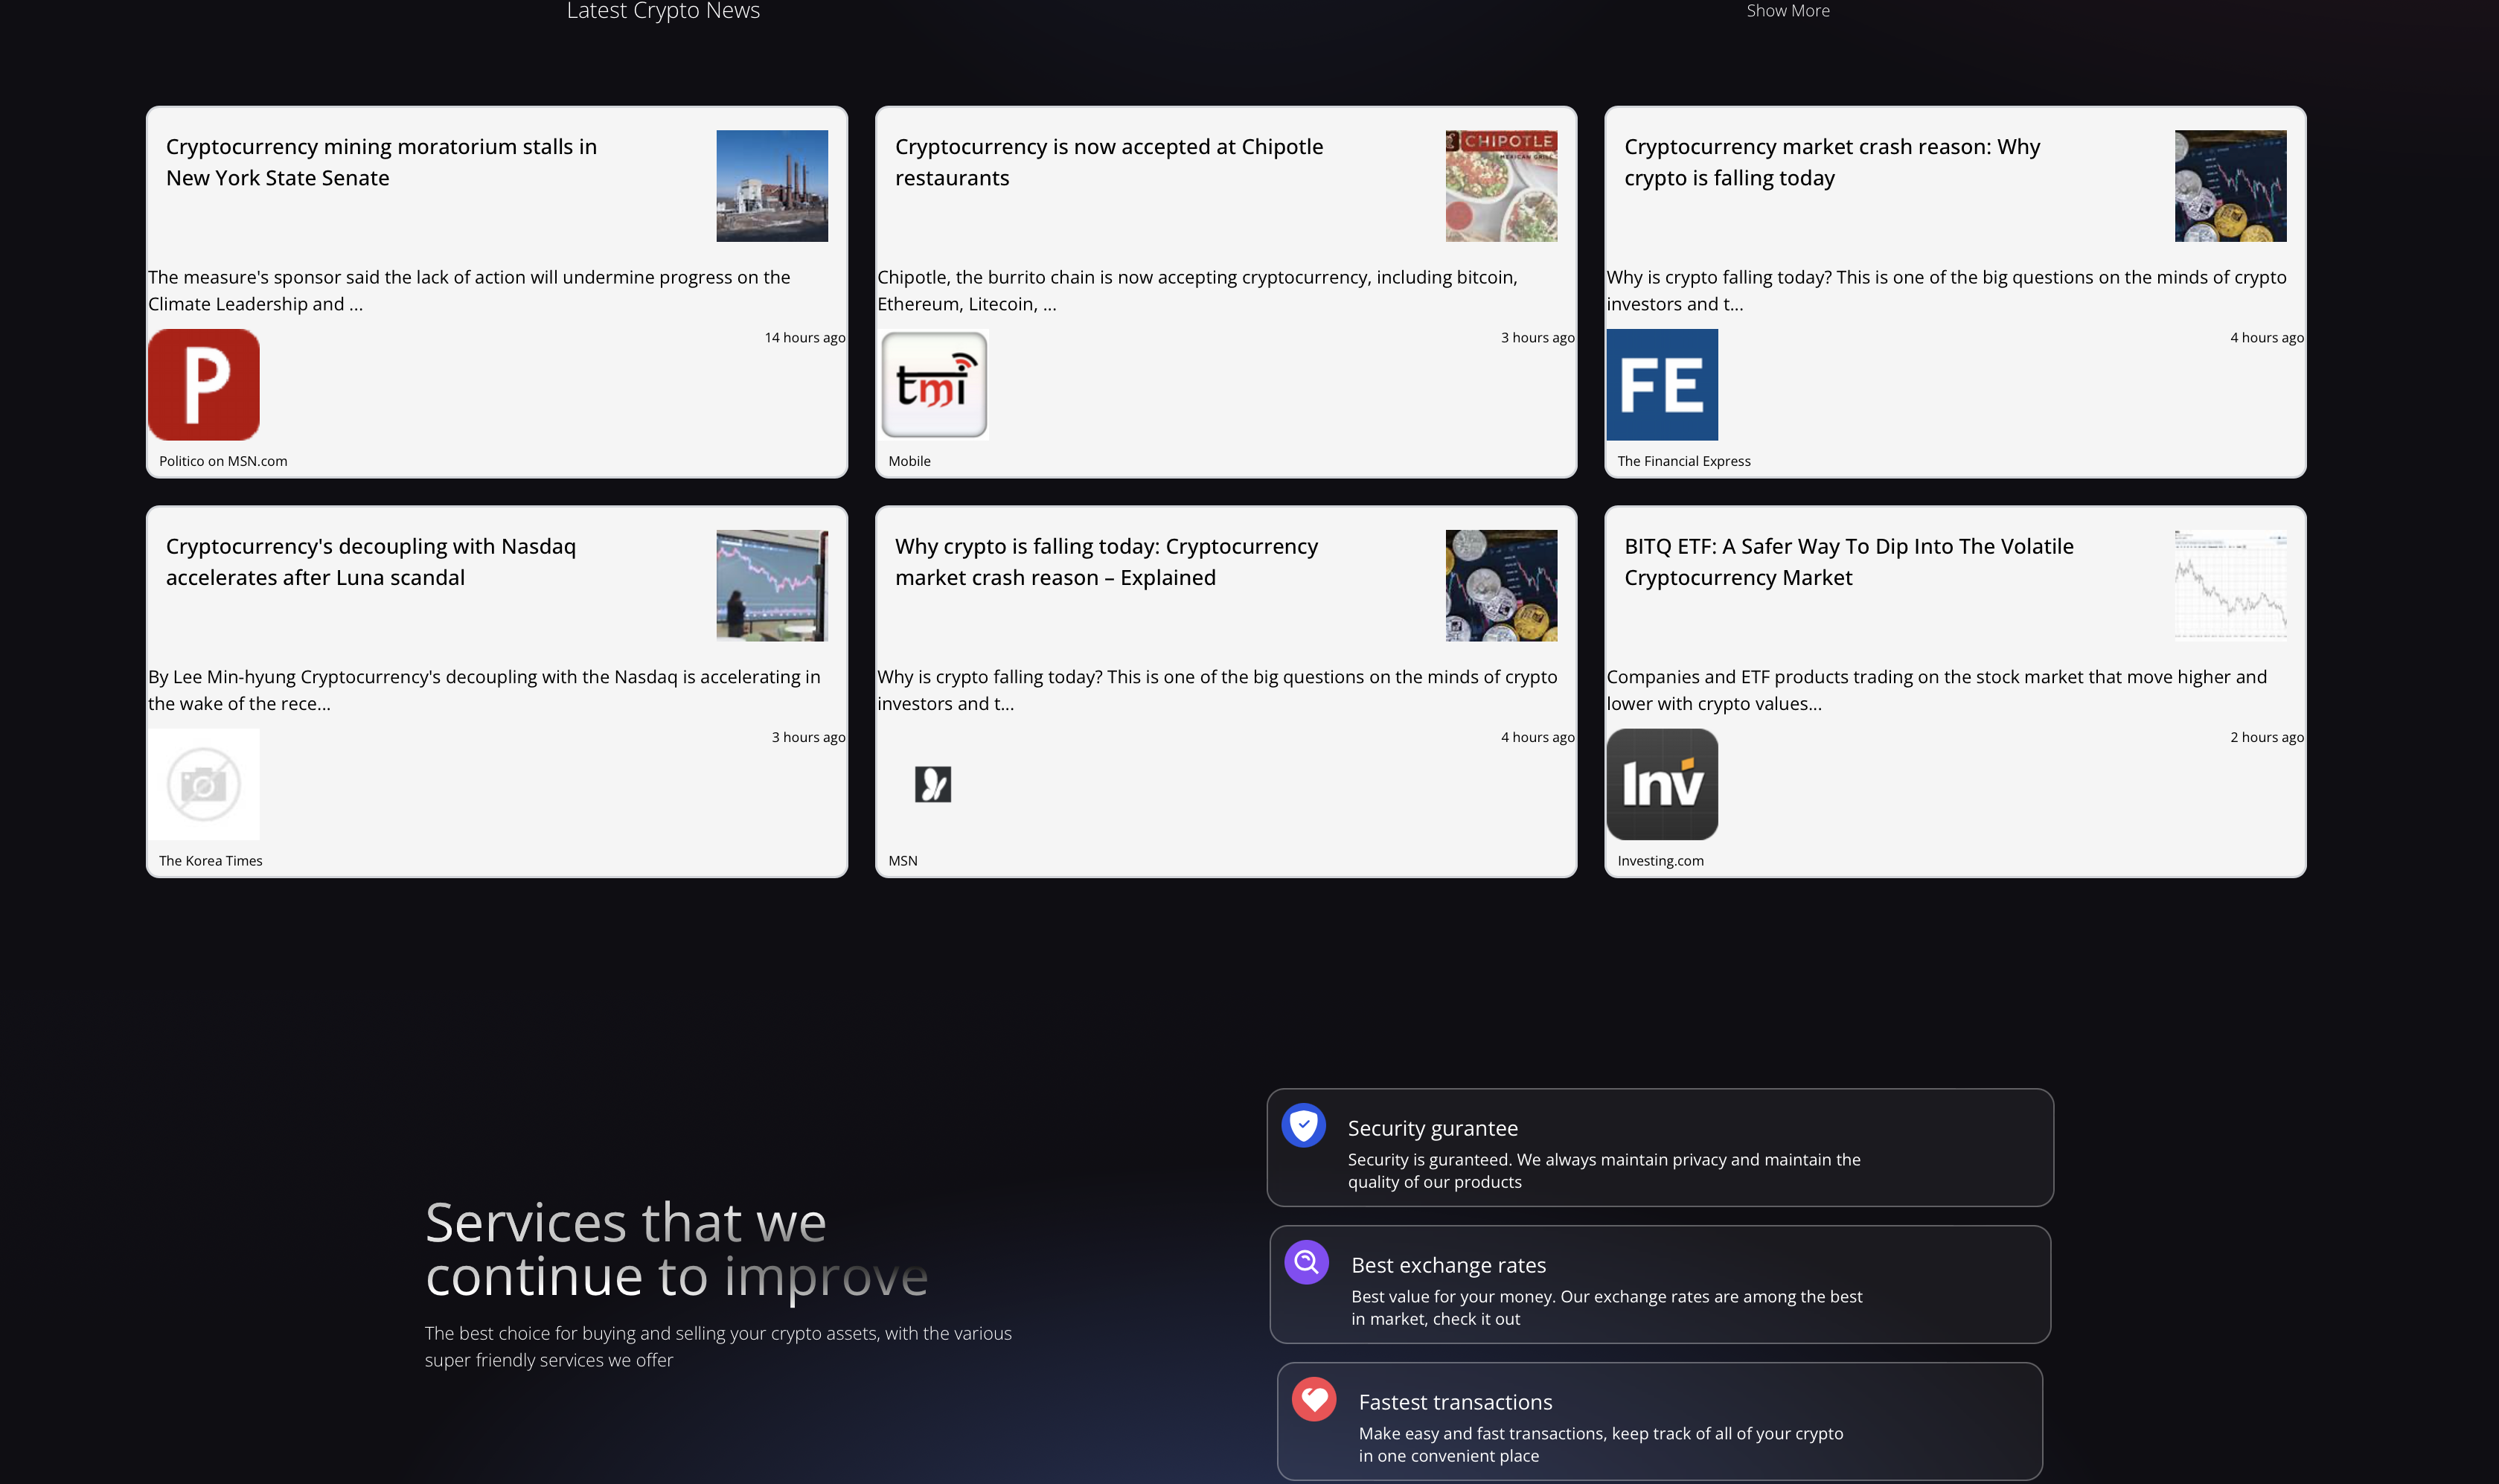 Latest Crypto News
Show More
Cryptocurrency mining moratorium stalls in
New York State Senate
The measure's sponsor said the lack of action will undermine progress on the
Climate Leadership and ...
14 hours ago
P
Politico on MSN.com
Cryptocurrency is now accepted at Chipotle
restaurants
CHIPOTLE
MEXICAN GRILL
Chipotle, the burrito chain is now accepting cryptocurrency, including bitcoin,
Ethereum, Litecoin, ...
3 hours ago
tmi
Mobile
Cryptocurrency market crash reason: Why
crypto is falling today
Why is crypto falling today? This is one of the big questions on the minds of crypto
investors and t...
4 hours ago
FE
The Financial Express
Cryptocurrency's decoupling with Nasdaq
accelerates after Luna scandal
By Lee Min-hyung Cryptocurrency's decoupling with the Nasdaq is accelerating in
the wake of the rece...
3 hours ago
The Korea Times
Why crypto is falling today: Cryptocurrency
market crash reason – Explained
Why is crypto falling today? This is one of the big questions on the minds of crypto
investors and t...
4 hours ago
MSN
BITQ ETF: A Safer Way To Dip Into The Volatile
Cryptocurrency Market
Companies and ETF products trading on the stock market that move higher and
lower with crypto values...
2 hours ago
Inv
Investing.com
Services that we
continue to improve
The best choice for buying and selling your crypto assets, with the various
super friendly services we offer
Security gurantee
Security is guranteed. We always maintain privacy and maintain the
quality of our products
Best exchange rates
Best value for your money. Our exchange rates are among the best
in market, check it out
Fastest transactions
Make easy and fast transactions, keep track of all of your crypto
in one convenient place